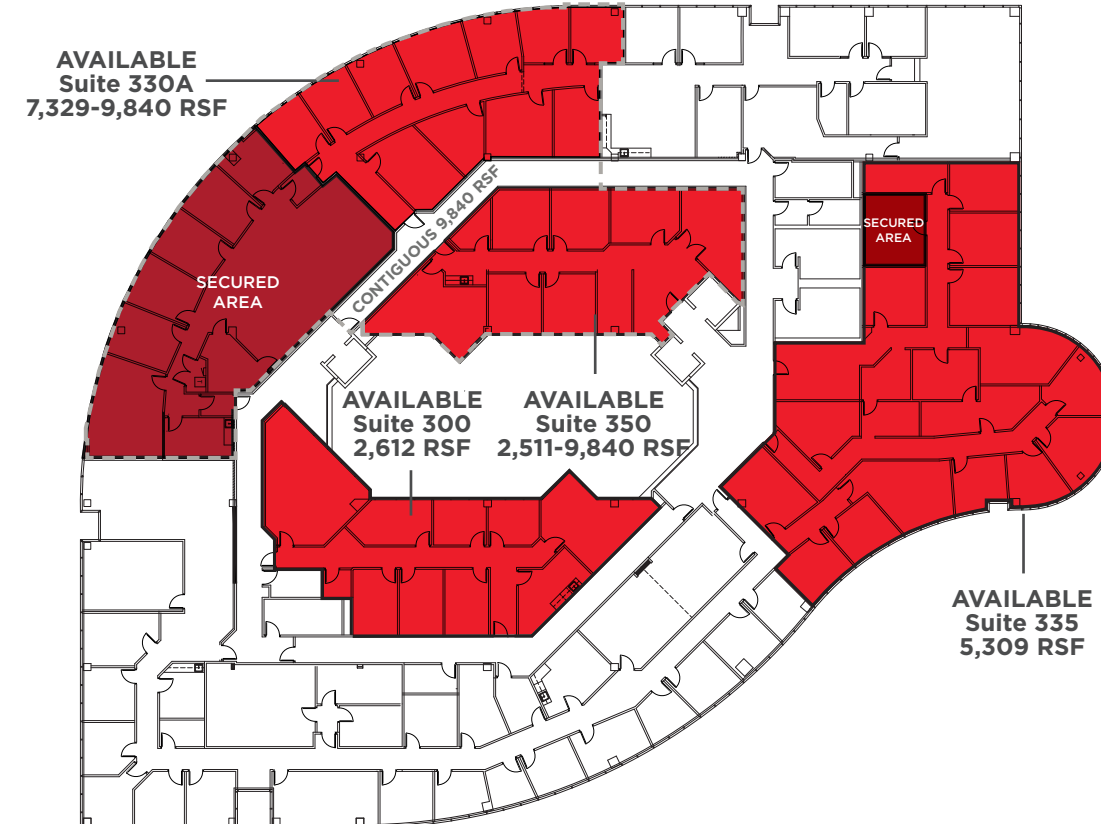 AVAILABLE
Suite 330A
7,329-9,840 RSF
CONTIGUOUS 9,840 RSF
SECURED
AREA
SECURED
AREA
AVAILABLE
Suite 300
2,612 RSF
AVAILABLE
Suite 350
2,511-9,840 RSF
AVAILABLE
Suite 335
5,309 RSF